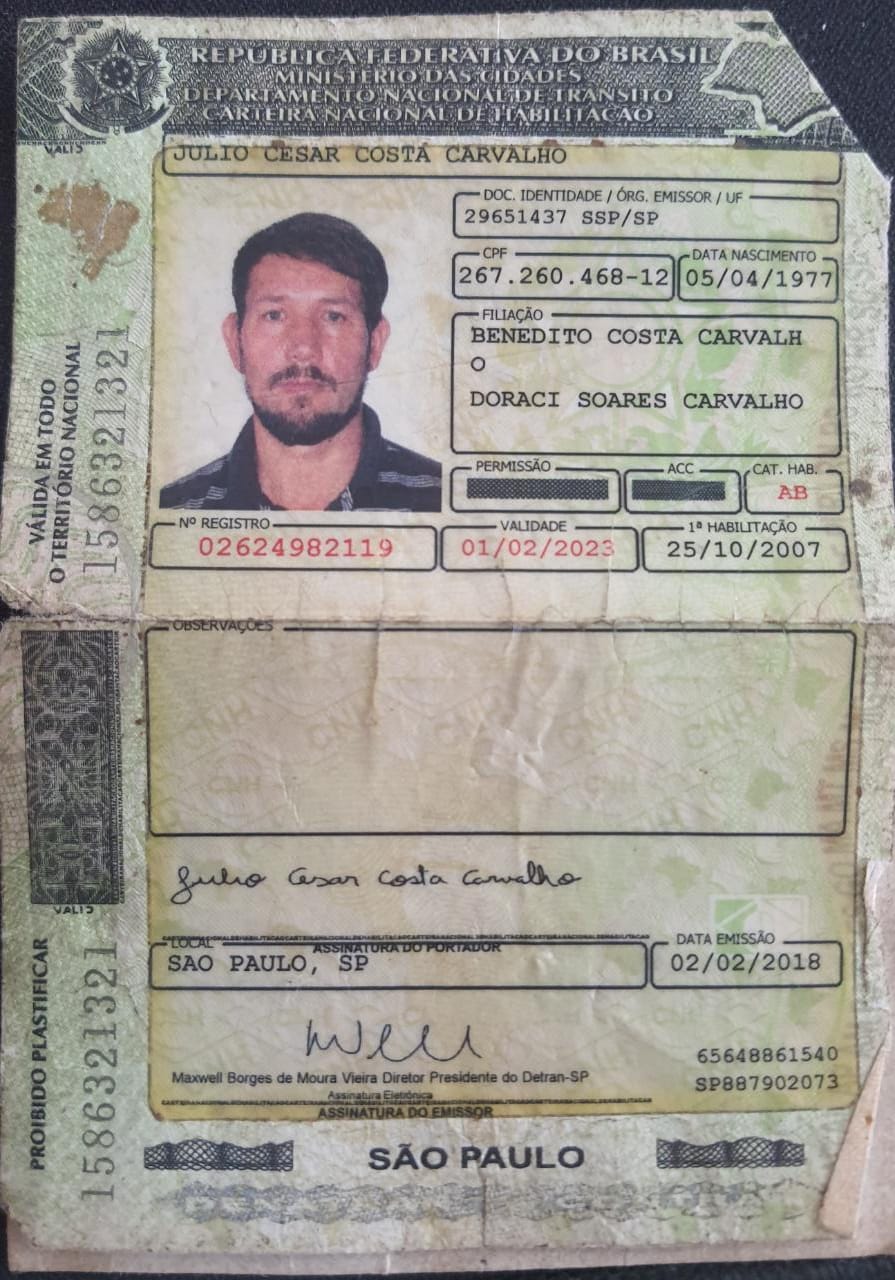 REPÚBLICA FEDERATIVA DO BRASIL
MINISTÉRIO DAS CIDADES
DEPARTAMENTO NACIONAL DE TRÂNSITO
CARTEIRA NACIONAL DE HABILITAÇÃO
JULIO CESAR COSTA CARVALHO
DOC. IDENTIDADE / ÓRG. EMISSOR / UF
29651437 SSP/SP
CPF
267.260.468-12
DATA NASCIMENTO
05/04/1977
FILIAÇÃO
BENEDITO COSTA CARVALH
O
DORACI SOARES CARVALHO
PERMISSÃO
ACC
CAT. HAB.
AB
Nº REGISTRO
02624982119
VALIDADE
01/02/2023
1ª HABILITAÇÃO
25/10/2007
VÁLIDA EM TODO
O TERRITÓRIO NACIONAL
1586321321
OBSERVAÇÕES
Julio Cesar Costa Carvalho
ASSINATURA DO PORTADOR
LOCAL
SAO PAULO, SP
DATA EMISSÃO
02/02/2018
Maxwell Borges de Moura Vieira Diretor Presidente do Detran-SP
Assinatura Eletrônica
ASSINATURA DO EMISSOR
65648861540
SP887902073
PROIBIDO PLASTIFICAR
1586321321
SÃO PAULO